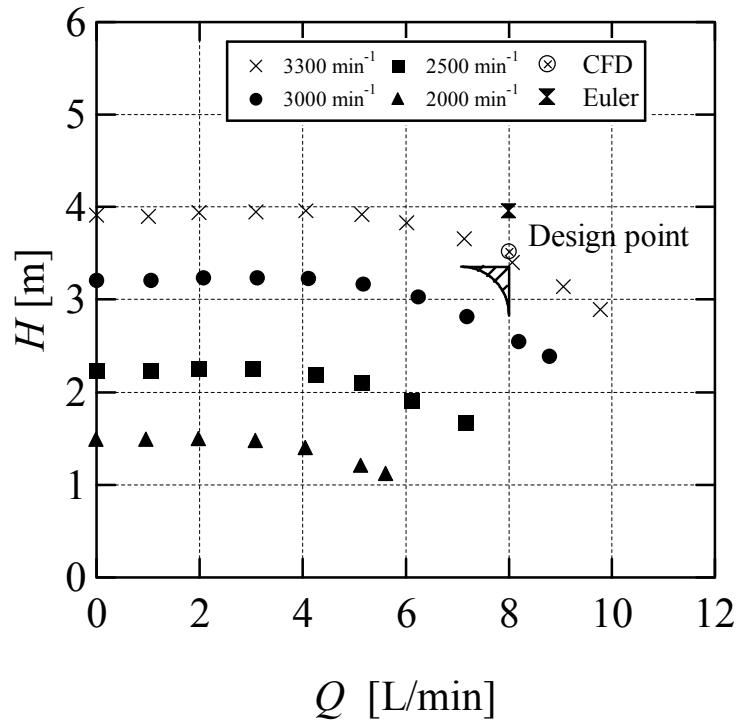 6
× 3300 min⁻¹ ■ 2500 min⁻¹ ⊗ CFD
● 3000 min⁻¹ ▲ 2000 min⁻¹ ⧗ Euler
5
4
Design point
3
H [m]
2
1
0
0 2 4 6 8 10 12
Q [L/min]